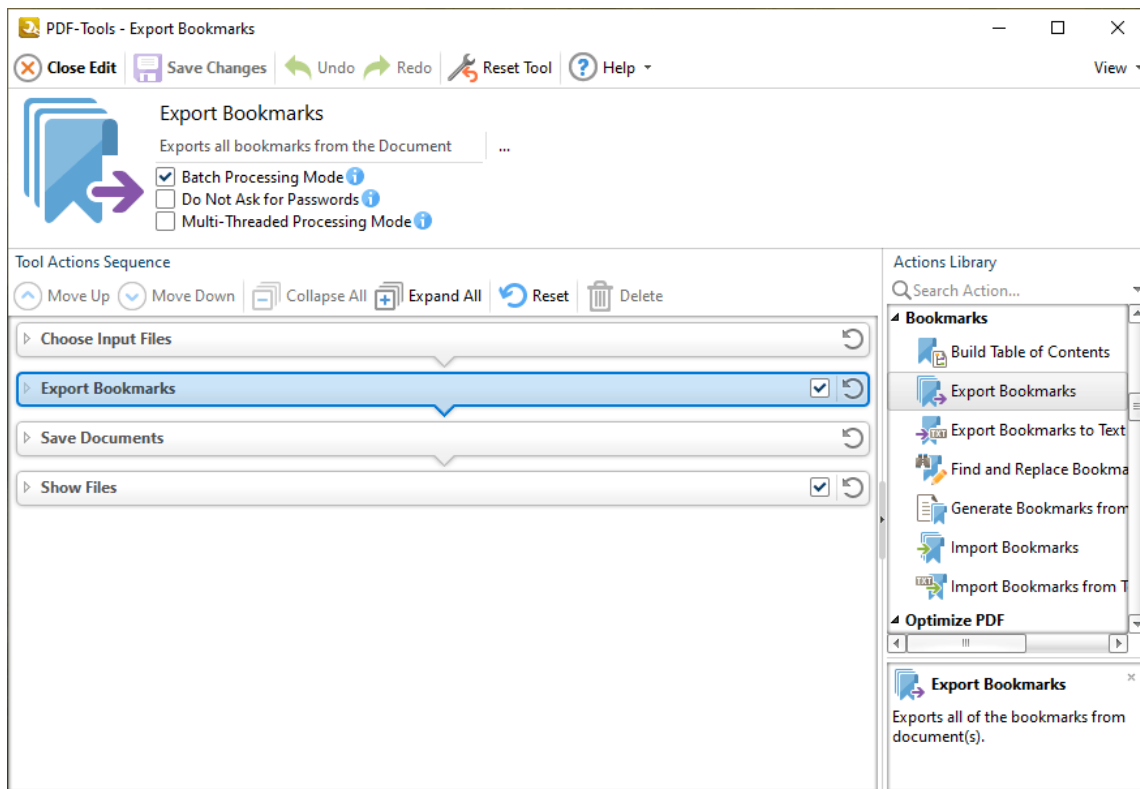 PDF-Tools - Export Bookmarks
Close Edit Save Changes Undo Redo Reset Tool Help View
Export Bookmarks
Exports all bookmarks from the Document ...
Batch Processing Mode
Do Not Ask for Passwords
Multi-Threaded Processing Mode
Tool Actions Sequence
Move Up Move Down Collapse All Expand All Reset Delete
Choose Input Files
Export Bookmarks
Save Documents
Show Files
Actions Library
Search Action...
Bookmarks
Build Table of Contents
Export Bookmarks
Export Bookmarks to Text
Find and Replace Bookma
Generate Bookmarks from
Import Bookmarks
Import Bookmarks from T
Optimize PDF
Export Bookmarks
Exports all of the bookmarks from
document(s).